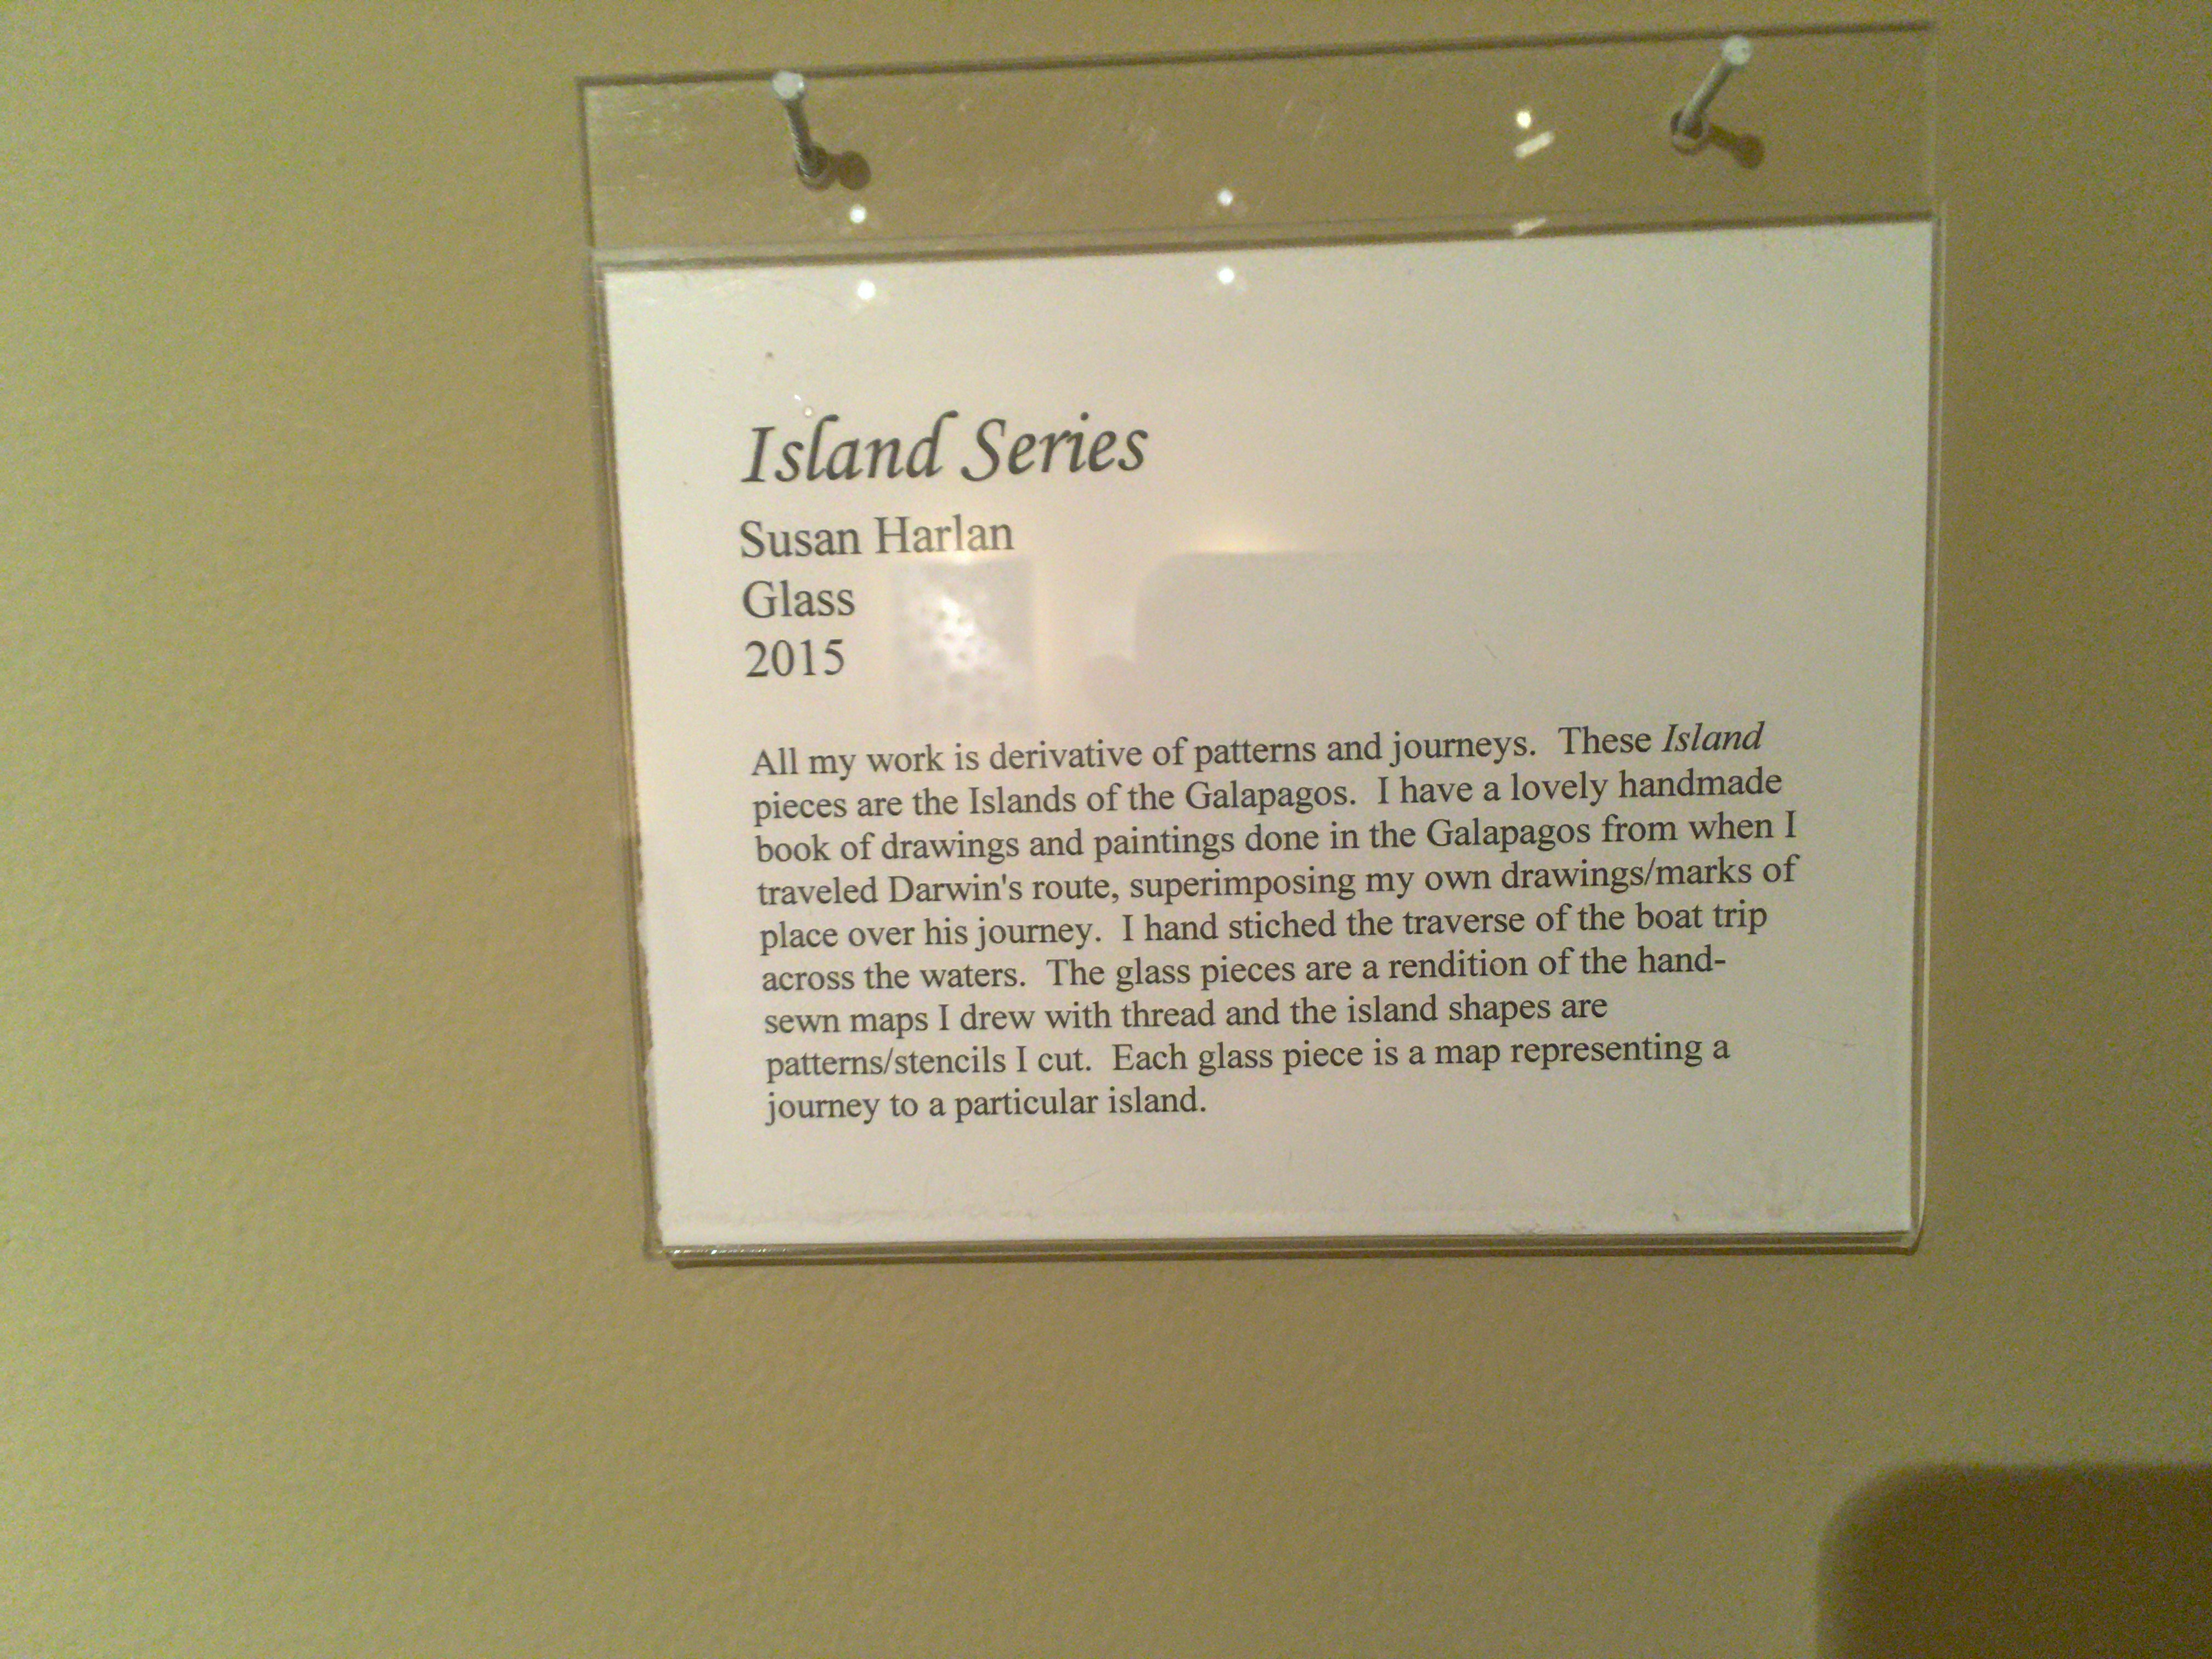 Island Series
Susan Harlan
Glass
2015
All my work is derivative of patterns and journeys.  These Island
pieces are the Islands of the Galapagos.  I have a lovely handmade
book of drawings and paintings done in the Galapagos from when I
traveled Darwin's route, superimposing my own drawings/marks of
place over his journey.  I hand stiched the traverse of the boat trip
across the waters.  The glass pieces are a rendition of the hand-
sewn maps I drew with thread and the island shapes are
patterns/stencils I cut.  Each glass piece is a map representing a
journey to a particular island.